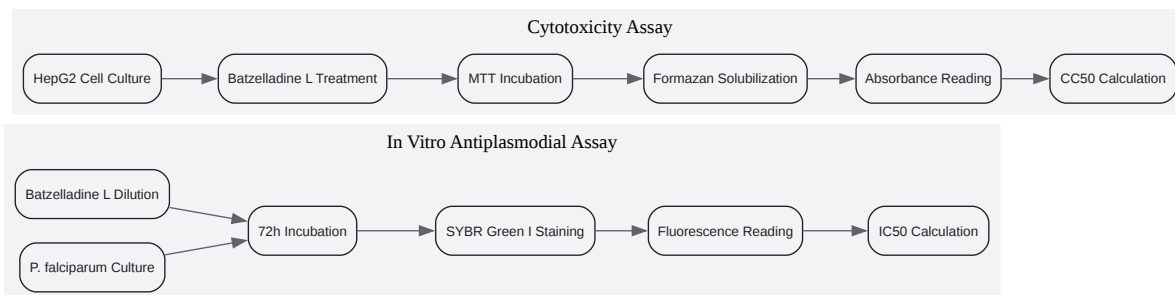 Cytotoxicity Assay
HepG2 Cell Culture
Batzelladine L Treatment
MTT Incubation
Formazan Solubilization
Absorbance Reading
CC50 Calculation
In Vitro Antiplasmodial Assay
Batzelladine L Dilution
P. falciparum Culture
72h Incubation
SYBR Green I Staining
Fluorescence Reading
IC50 Calculation